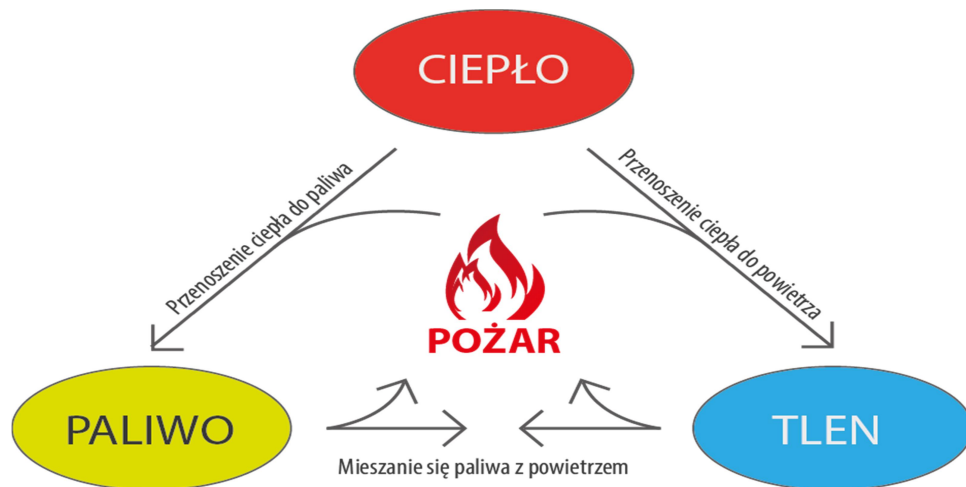 CIEPŁO
Przenoszenie ciepła do paliwa
Przenoszenie ciepła do powietrza
POŻAR
PALIWO
TLEN
Mieszanie się paliwa z powietrzem